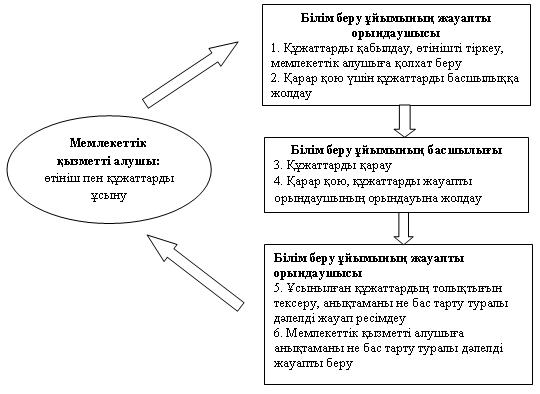 Мемлекеттік
қызметті алушы:
өтініш пен құжаттарды
ұсыну
Білім беру ұйымының жауапты
орындаушысы
1. Құжаттарды қабылдау, өтінішті тіркеу,
мемлекеттік алушыға қолхат беру
2. Қарар қою үшін құжаттарды басшылыққа
жолдау
Білім беру ұйымының басшылығы
3. Құжаттарды қарау
4. Қарар қою, құжаттарды жауапты
орындаушының орындауына жолдау
Білім беру ұйымының жауапты
орындаушысы
5. Ұсынылған құжаттардың толықтығын
тексеру, анықтаманы не бас тарту туралы
дәлелді жауап ресімдеу
6. Мемлекеттік қызметті алушыға
анықтаманы не бас тарту туралы дәлелді
жауапты беру